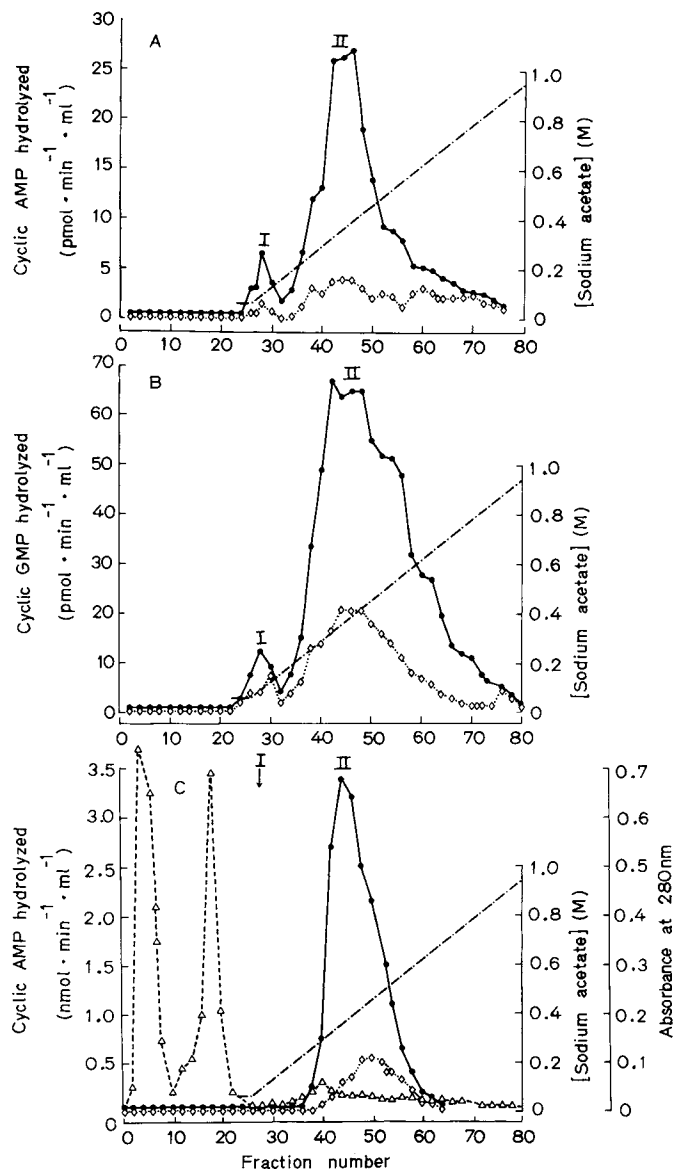 A
II
I
Cyclic AMP hydrolyzed
(pmol · min⁻¹ · ml⁻¹)
30
25
20
15
10
5
0
1.0
0.8
0.6
0.4
0.2
0
[Sodium acetate] (M)
0 10 20 30 40 50 60 70 80
B
II
I
Cyclic GMP hydrolyzed
(pmol · min⁻¹ · ml⁻¹)
70
60
50
40
30
20
10
0
1.0
0.8
0.6
0.4
0.2
0
[Sodium acetate] (M)
0 10 20 30 40 50 60 70 80
C
I
II
Cyclic AMP hydrolyzed
(nmol · min⁻¹ · ml⁻¹)
3.5
3.0
2.5
2.0
1.5
1.0
0.5
0
1.0
0.8
0.6
0.4
0.2
0
[Sodium acetate] (M)
0.7
0.6
0.5
0.4
0.3
0.2
0.1
0
Absorbance at 280nm
0 10 20 30 40 50 60 70 80
Fraction number